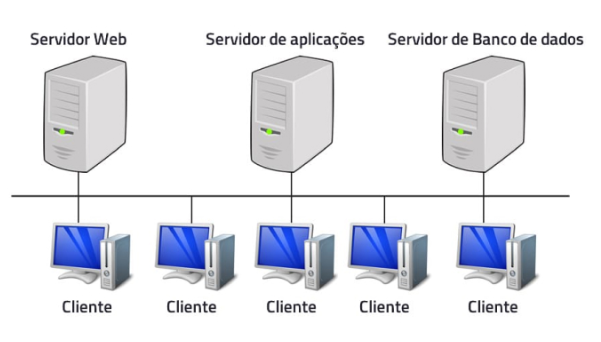 Servidor Web
Servidor de aplicações
Servidor de Banco de dados
Cliente
Cliente
Cliente
Cliente
Cliente